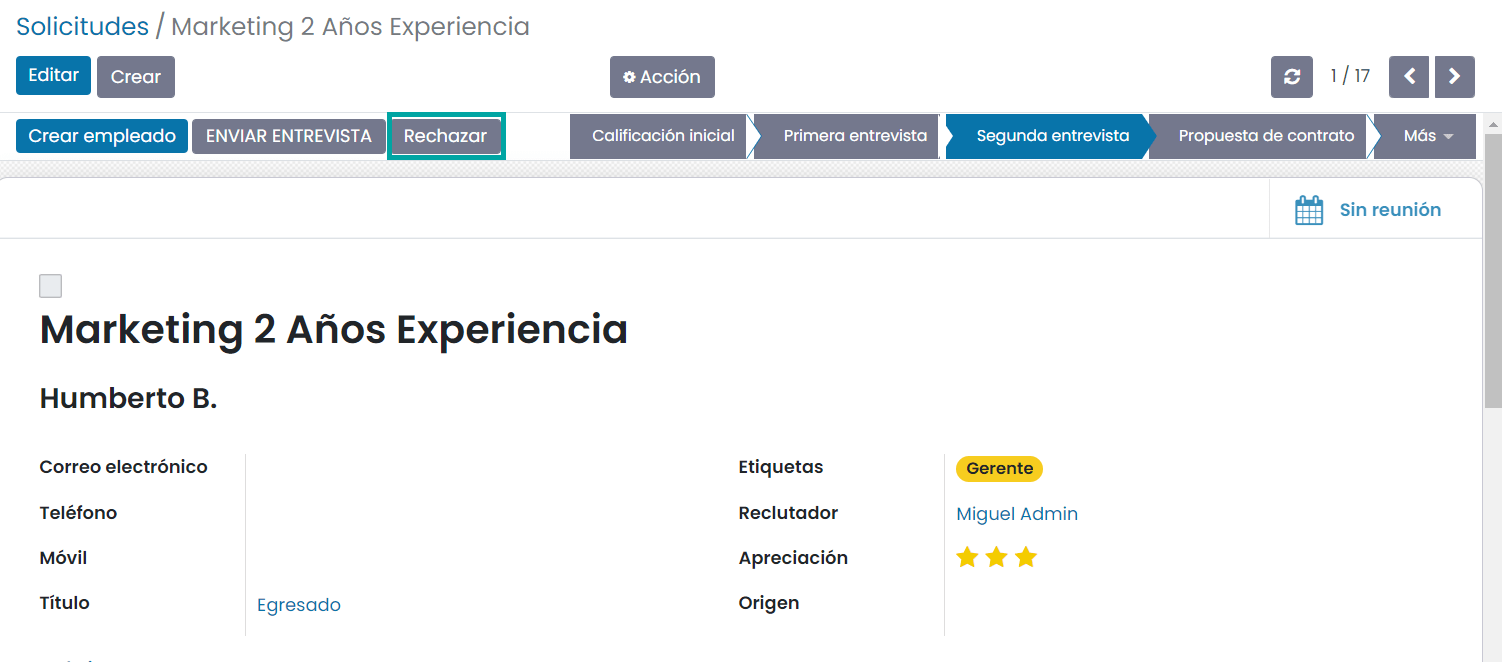 Solicitudes / Marketing 2 Años Experiencia
Editar Crear Acción 1 / 17
Crear empleado ENVIAR ENTREVISTA Rechazar Calificación inicial Primera entrevista Segunda entrevista Propuesta de contrato Más
Sin reunión
Marketing 2 Años Experiencia
Humberto B.
Correo electrónico Etiquetas Gerente
Teléfono Reclutador Miguel Admin
Móvil Apreciación
Título Egresado Origen